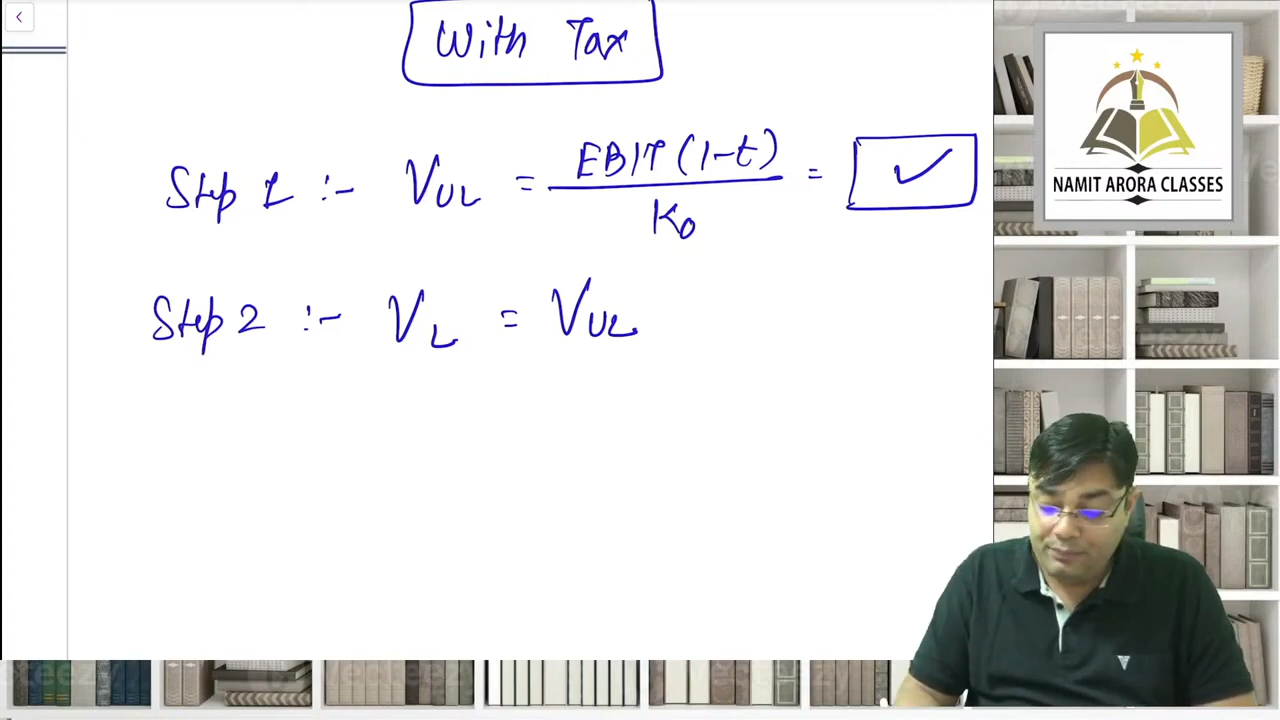 With Tax
Step 1 :- VUL = EBIT (1-t) / Ko = ✓
Step 2 :- VL = VUL
NAMIT ARORA CLASSES